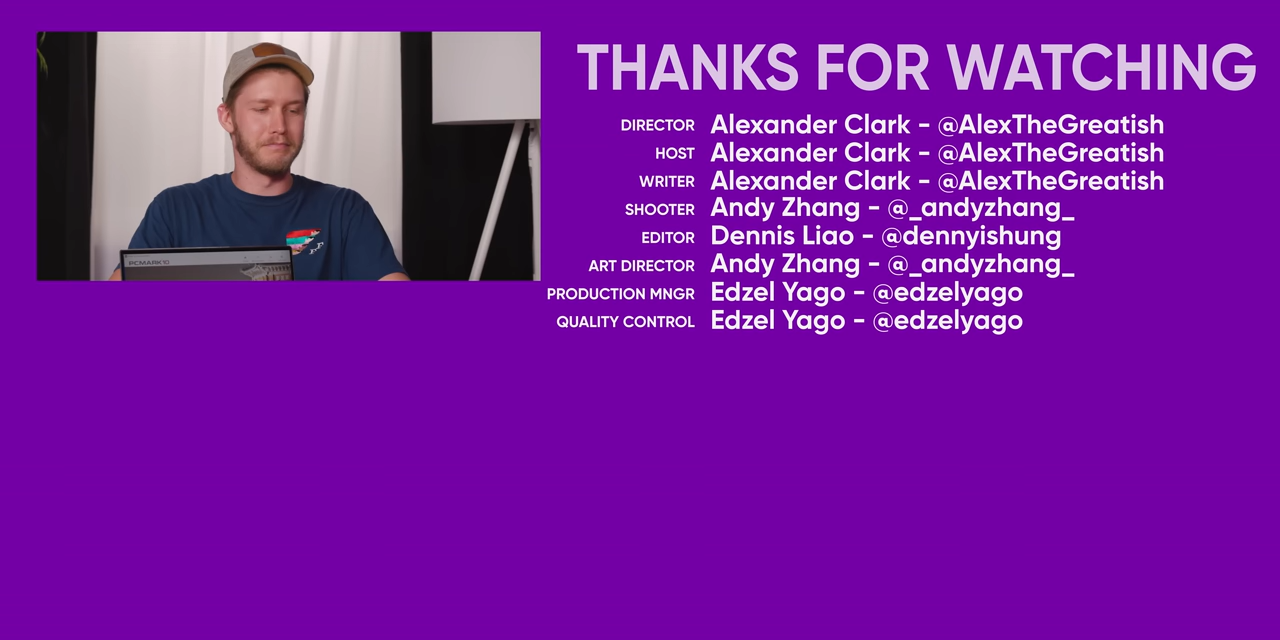 THANKS FOR WATCHING
DIRECTOR Alexander Clark - @AlexTheGreatish
HOST Alexander Clark - @AlexTheGreatish
WRITER Alexander Clark - @AlexTheGreatish
SHOOTER Andy Zhang - @_andyzhang_
EDITOR Dennis Liao - @dennyishung
ART DIRECTOR Andy Zhang - @_andyzhang_
PRODUCTION MNGR Edzel Yago - @edzelyago
QUALITY CONTROL Edzel Yago - @edzelyago
PCMARK 10